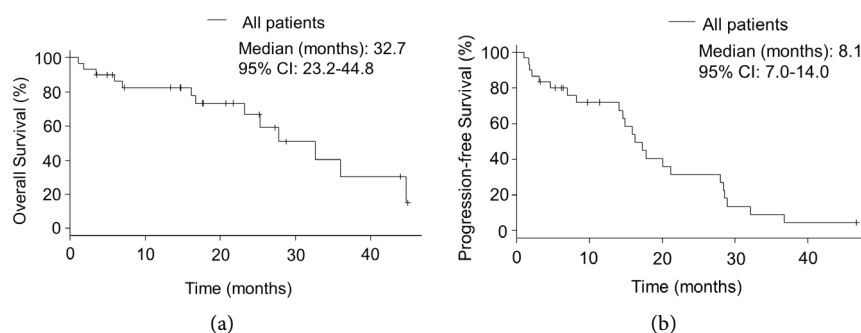 All patients
Median (months): 32.7
95% CI: 23.2-44.8
Overall Survival (%)
100
80
60
40
20
0
0 10 20 30 40
Time (months)
(a)
All patients
Median (months): 8.1
95% CI: 7.0-14.0
Progression-free Survival (%)
100
80
60
40
20
0
0 10 20 30 40
Time (months)
(b)